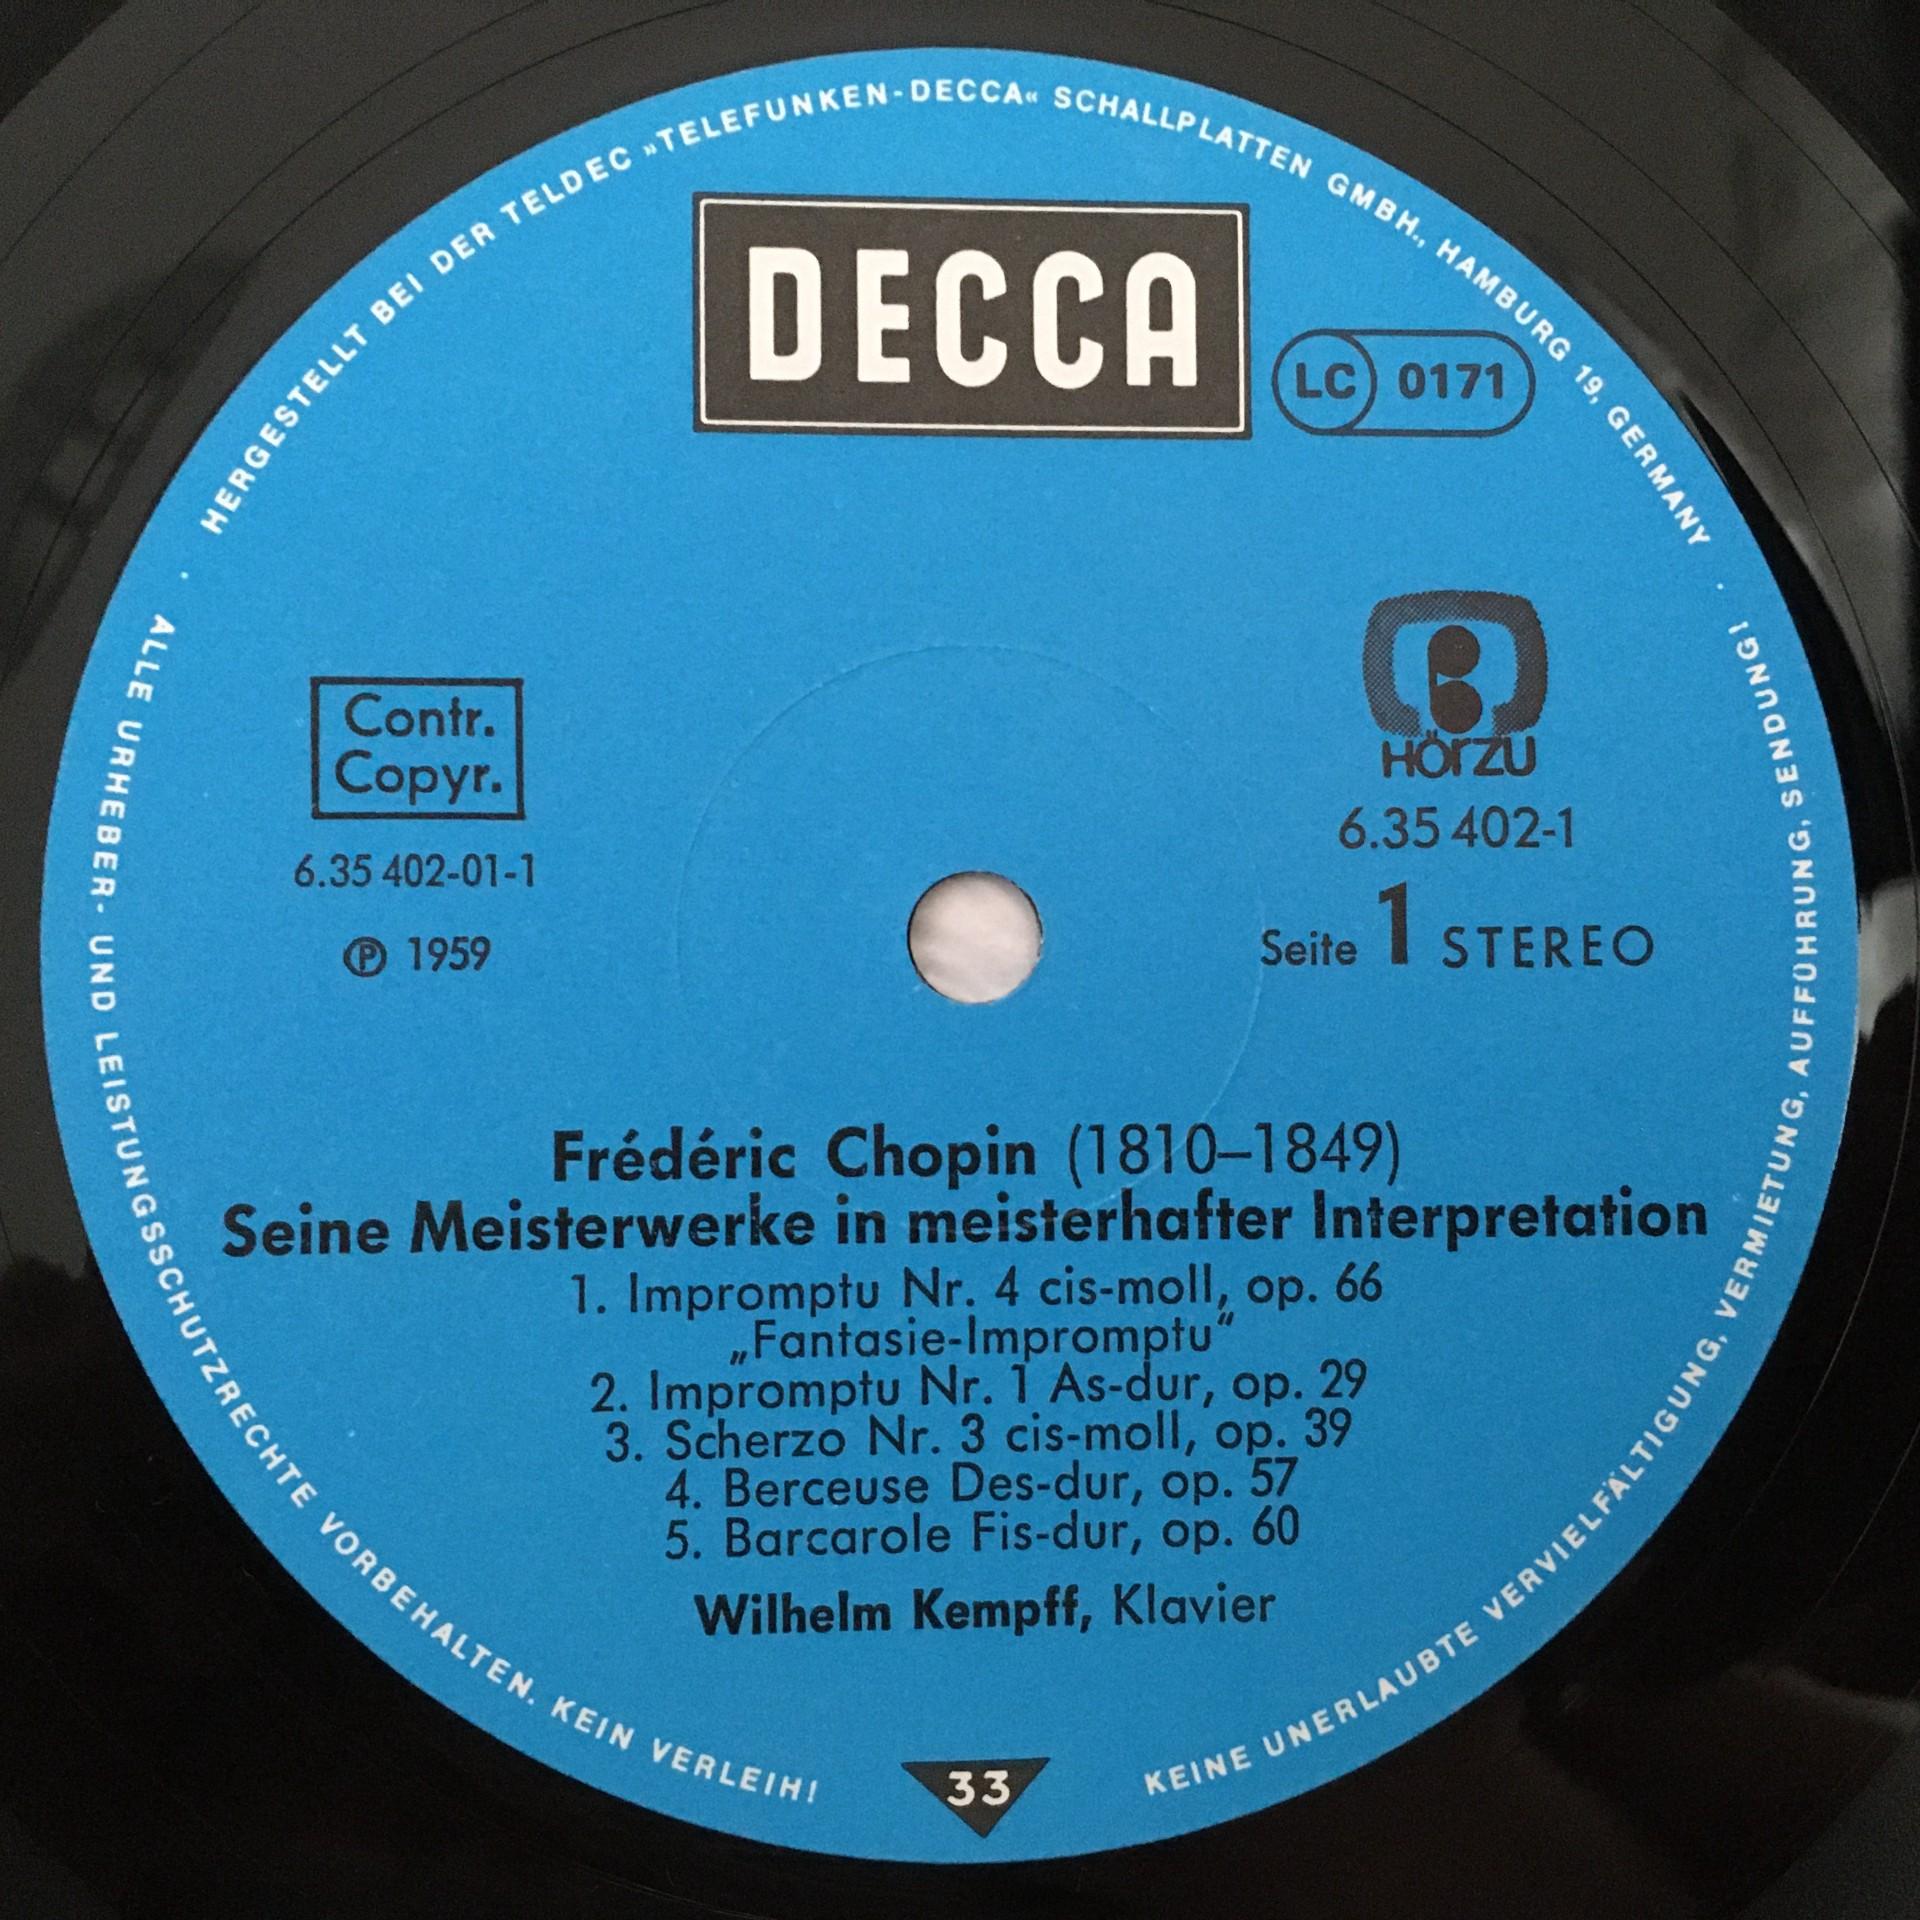 HERGESTELLT BEI DER TELDEC »TELEFUNKEN-DECCA« SCHALLPLATTEN GMBH., HAMBURG 19, GERMANY
DECCA
LC 0171
Contr.
Copyr.
6.35 402-01-1
Ⓟ 1959
HÖrZU
6.35 402-1
Seite 1 STEREO
Frédéric Chopin (1810–1849)
Seine Meisterwerke in meisterhafter Interpretation
1. Impromptu Nr. 4 cis-moll, op. 66
„Fantasie-Impromptu“
2. Impromptu Nr. 1 As-dur, op. 29
3. Scherzo Nr. 3 cis-moll, op. 39
4. Berceuse Des-dur, op. 57
5. Barcarole Fis-dur, op. 60
Wilhelm Kempff, Klavier
33
ALLE URHEBER- UND LEISTUNGSSCHUTZRECHTE VORBEHALTEN. KEIN VERLEIH!
KEINE UNERLAUBTE VERVIELFÄLTIGUNG, VERMIETUNG, AUFFÜHRUNG, SENDUNG!